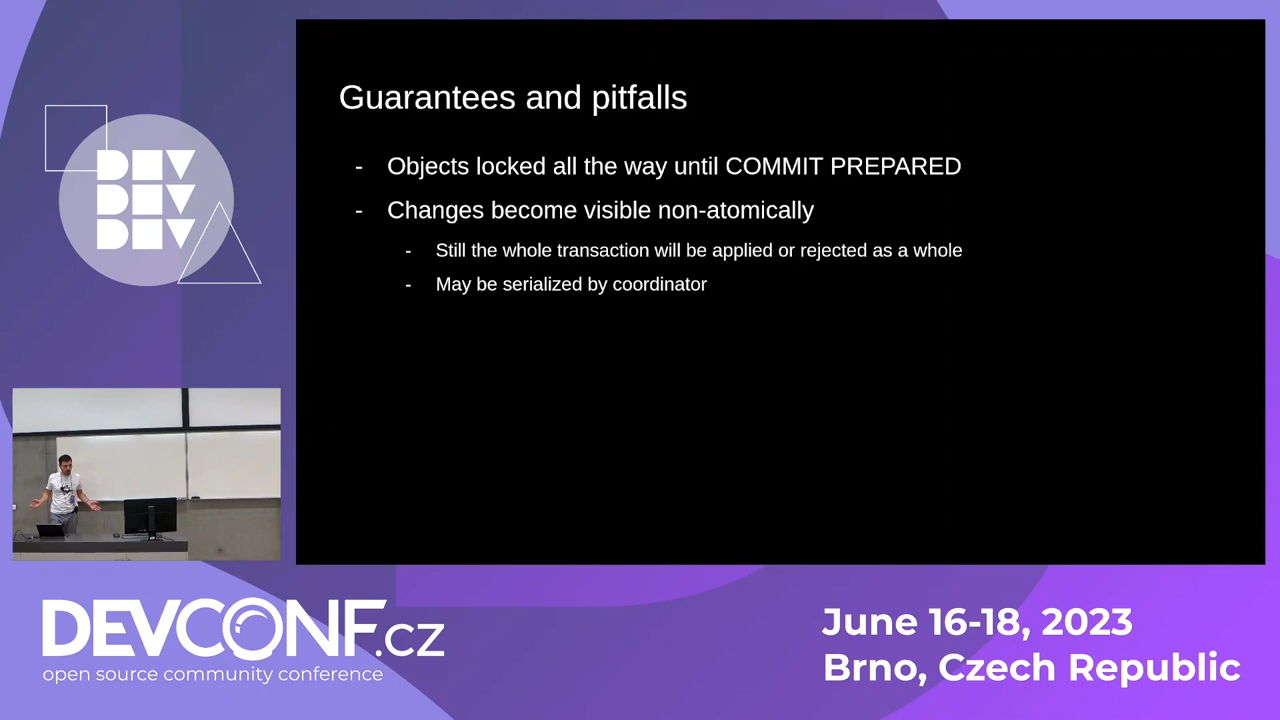 Guarantees and pitfalls
- Objects locked all the way until COMMIT PREPARED
- Changes become visible non-atomically
- Still the whole transaction will be applied or rejected as a whole
- May be serialized by coordinator
DEV
DEV
DEV
DEVCONF.cz
open source community conference
June 16-18, 2023
Brno, Czech Republic